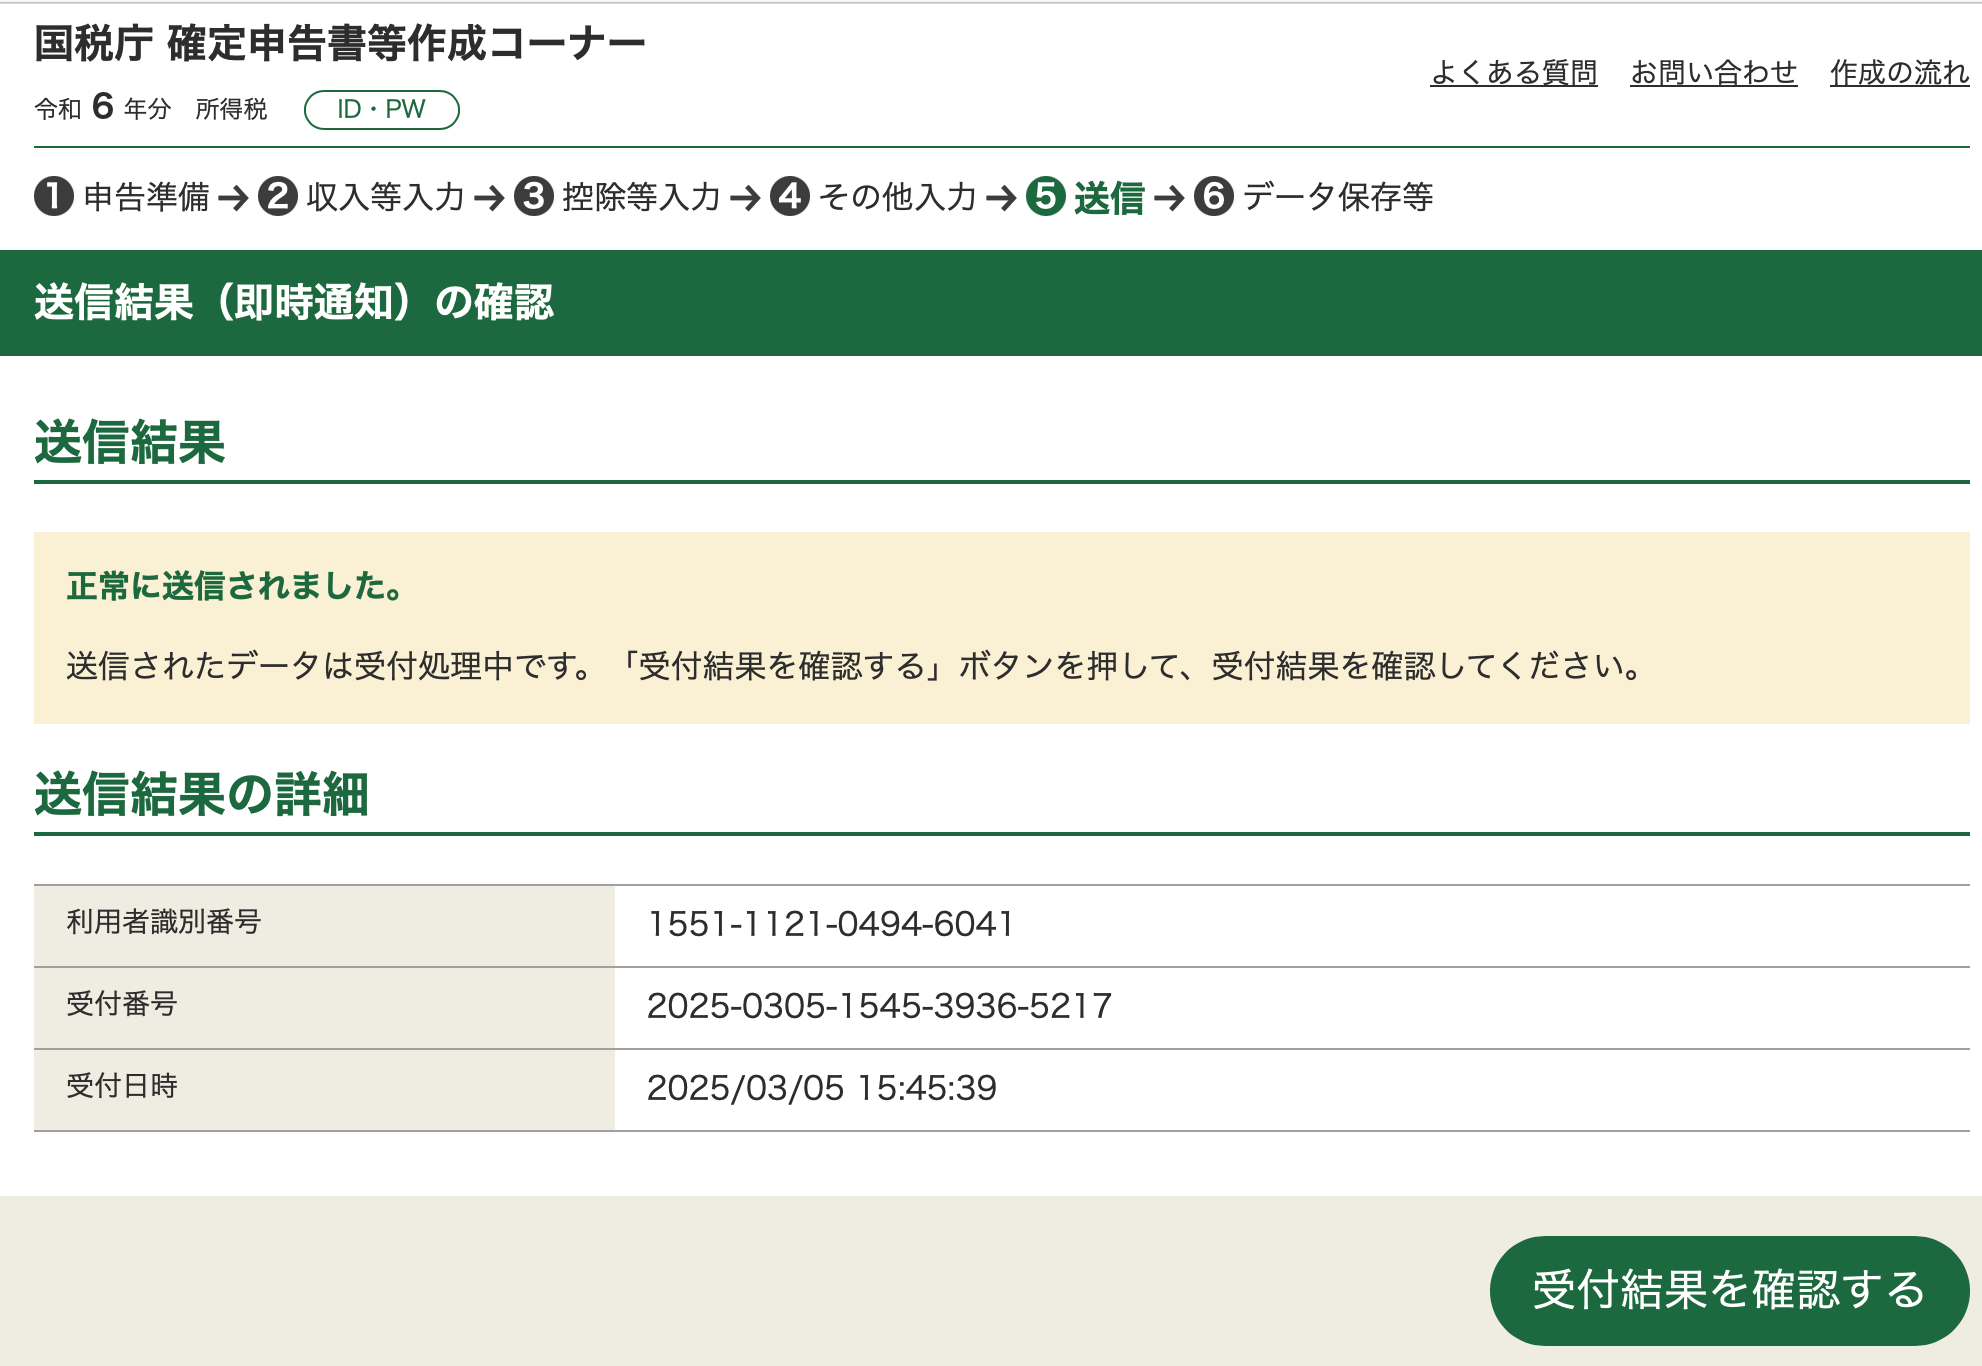 国税庁 確定申告書等作成コーナー
よくある質問 お問い合わせ 作成の流れ
令和 6 年分 所得税 ID・PW
❶ 申告準備 → ❷ 収入等入力 → ❸ 控除等入力 → ❹ その他入力 → ❺ 送信 → ❻ データ保存等
送信結果（即時通知）の確認
送信結果
正常に送信されました。
送信されたデータは受付処理中です。「受付結果を確認する」ボタンを押して、受付結果を確認してください。
送信結果の詳細
利用者識別番号 1551-1121-0494-6041
受付番号 2025-0305-1545-3936-5217
受付日時 2025/03/05 15:45:39
受付結果を確認する